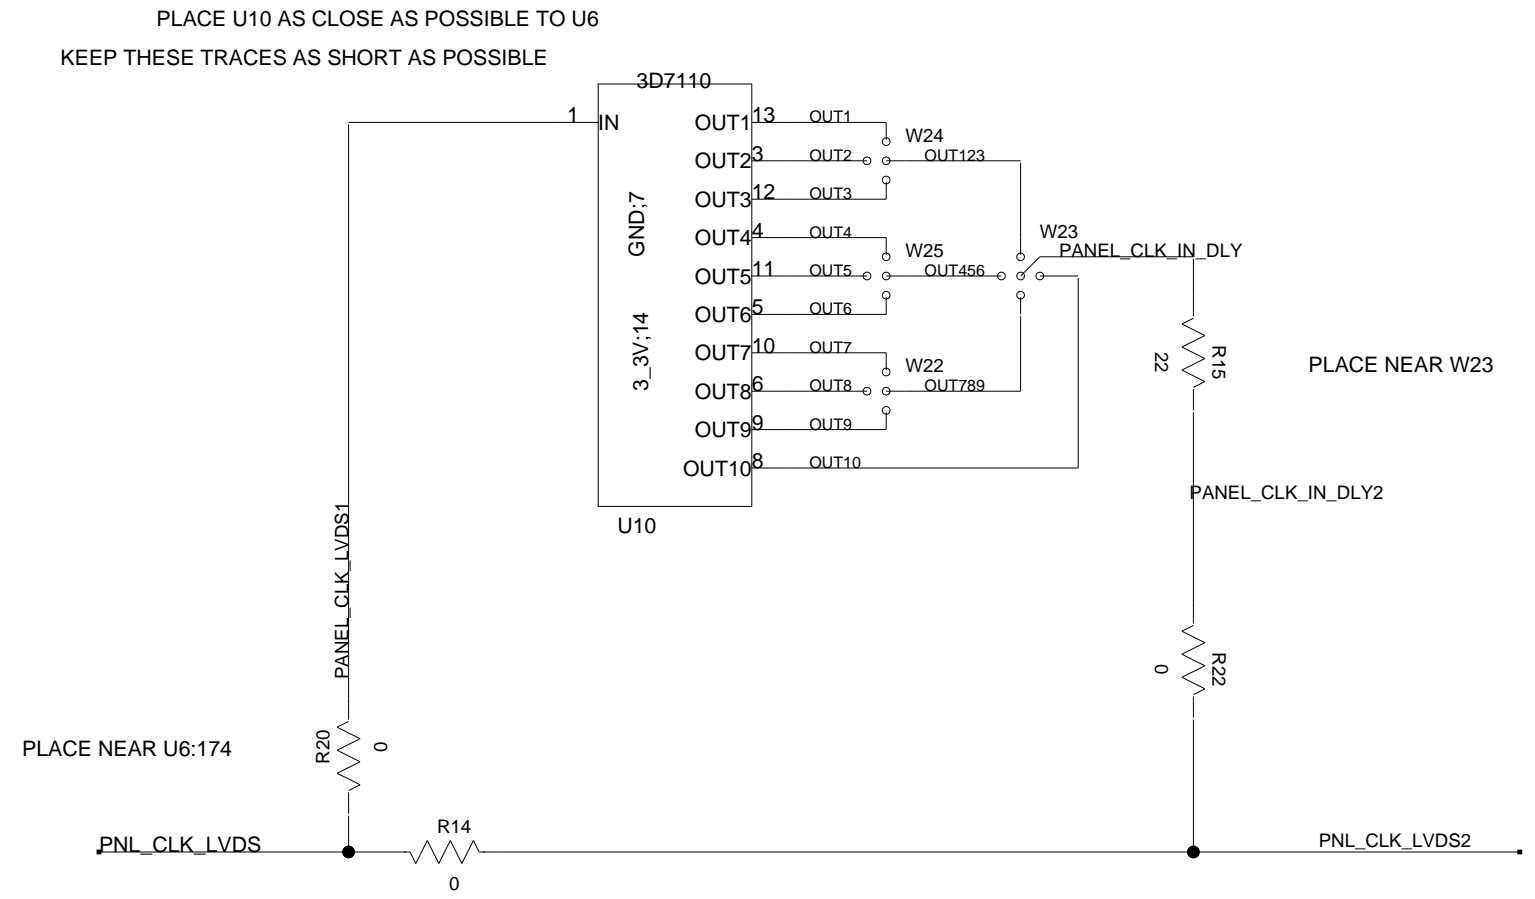 PLACE U10 AS CLOSE AS POSSIBLE TO U6
KEEP THESE TRACES AS SHORT AS POSSIBLE
3D7110
1 IN
OUT1 13 OUT1
W24
OUT2 3 OUT2 OUT123
OUT3 12 OUT3
GND;7
OUT4 4 OUT4
W23
W25 PANEL_CLK_IN_DLY
OUT5 11 OUT5 OUT456
OUT6 5 OUT6
3_3V;14
OUT7 10 OUT7
R15
22
PLACE NEAR W23
W22
OUT8 6 OUT8 OUT789
OUT9 9 OUT9
OUT10 8 OUT10
PANEL_CLK_IN_DLY2
U10
PANEL_CLK_LVDS1
R22
0
PLACE NEAR U6:174
R20
0
R14
PNL_CLK_LVDS
PNL_CLK_LVDS2
0